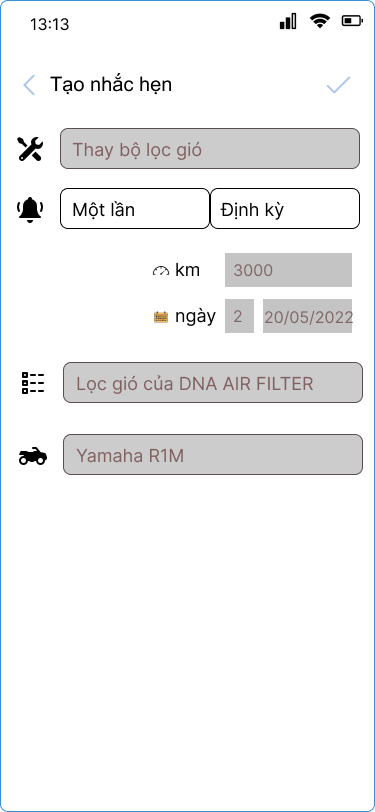 13:13
Tạo nhắc hẹn
Thay bộ lọc gió
Một lần Định kỳ
km 3000
ngày 2 20/05/2022
Lọc gió của DNA AIR FILTER
Yamaha R1M